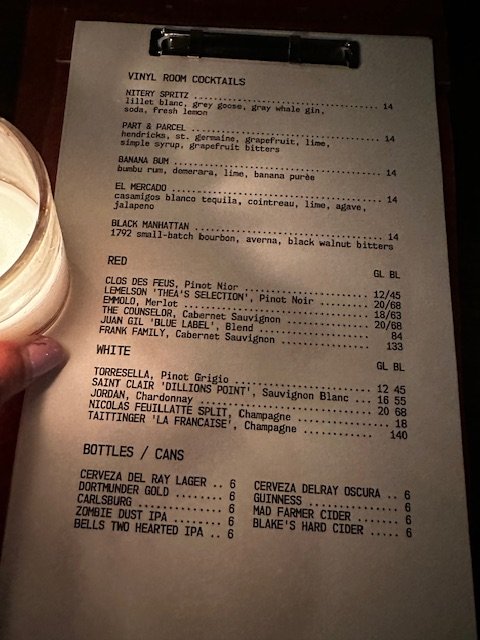 VINYL ROOM COCKTAILS
NITERY SPRITZ .............................. 14
lillet blanc, grey goose, gray whale gin,
soda, fresh lemon
PART & PARCEL .............................. 14
hendricks, st. germaine, grapefruit, lime,
simple syrup, grapefruit bitters
BANANA BUM ................................. 14
bumbu rum, demerara, lime, banana purée
EL MERCADO ................................. 14
casamigos blanco tequila, cointreau, lime, agave,
jalapeno
BLACK MANHATTAN ............................ 14
1792 small-batch bourbon, averna, black walnut bitters
RED GL BL
CLOS DES FEUS, Pinot Nior ..................... 12/45
LEMELSON 'THEA'S SELECTION', Pinot Noir ....... 20/68
EMMOLO, Merlot ................................ 18/63
THE COUNSELOR, Cabernet Sauvignon ............. 20/68
JUAN GIL 'BLUE LABEL', Blend .................. 84
FRANK FAMILY, Cabernet Sauvignon .............. 133
WHITE GL BL
TORRESELLA, Pinot Grigio ...................... 12 45
SAINT CLAIR 'DILLIONS POINT', Sauvignon Blanc ... 16 55
JORDAN, Chardonnay ............................ 20 68
NICOLAS FEUILLATTE SPLIT, Champagne ........... 18
TAITTINGER 'LA FRANCAISE', Champagne .......... 140
BOTTLES / CANS
CERVEZA DEL RAY LAGER .. 6
DORTMUNDER GOLD ........ 6
CARLSBURG .............. 6
ZOMBIE DUST IPA ........ 6
BELLS TWO HEARTED IPA .. 6
CERVEZA DELRAY OSCURA .. 6
GUINNESS ............... 6
MAD FARMER CIDER ....... 6
BLAKE'S HARD CIDER ..... 6